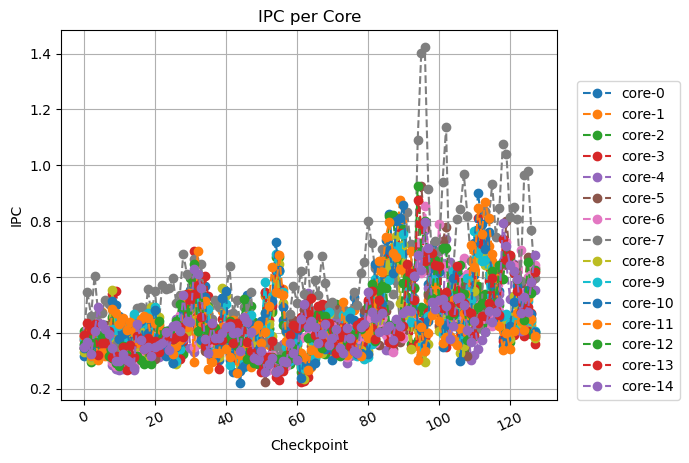 IPC per Core
IPC
1.4
1.2
1.0
0.8
0.6
0.4
0.2
0
20
40
60
80
100
120
Checkpoint
core-0
core-1
core-2
core-3
core-4
core-5
core-6
core-7
core-8
core-9
core-10
core-11
core-12
core-13
core-14